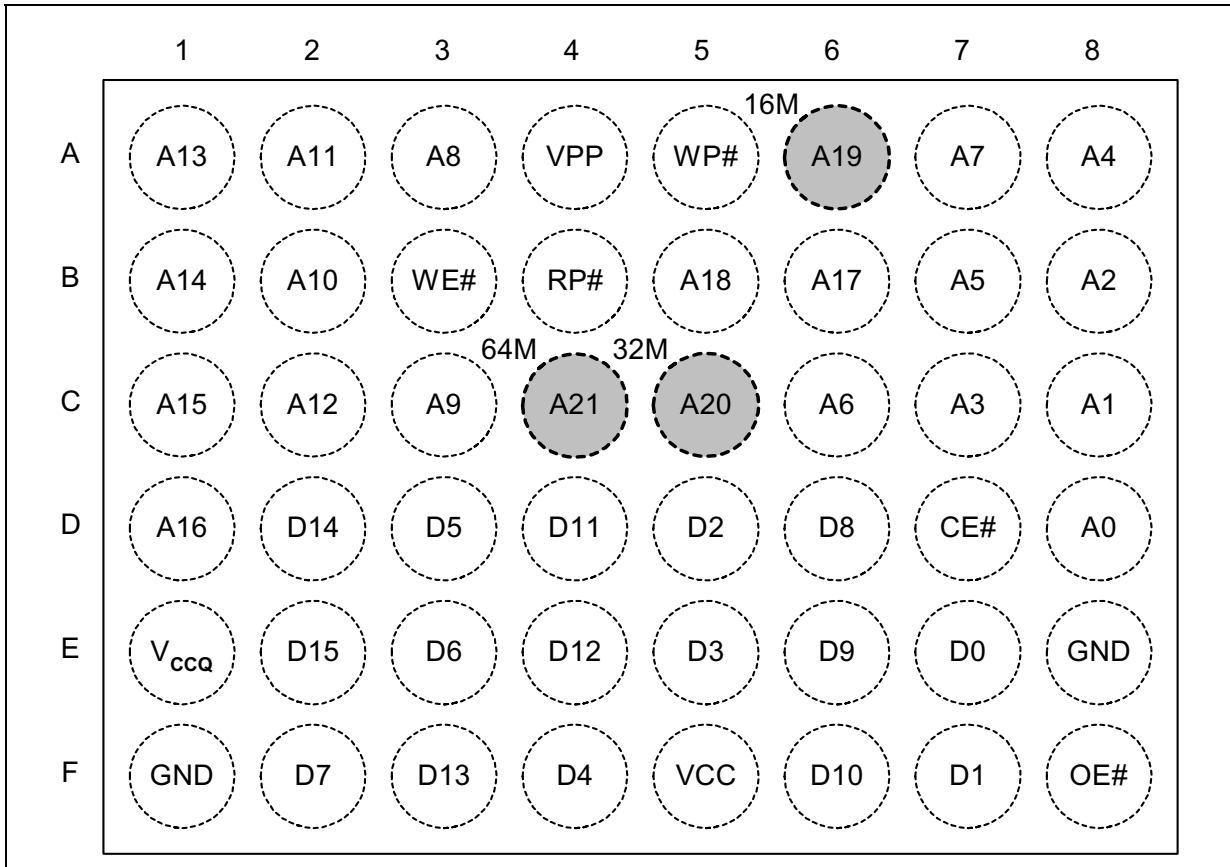 1 2 3 4 5 6 7 8
16M
A A13 A11 A8 VPP WP# A19 A7 A4
B A14 A10 WE# RP# A18 A17 A5 A2
64M 32M
C A15 A12 A9 A21 A20 A6 A3 A1
D A16 D14 D5 D11 D2 D8 CE# A0
E VCCQ D15 D6 D12 D3 D9 D0 GND
F GND D7 D13 D4 VCC D10 D1 OE#